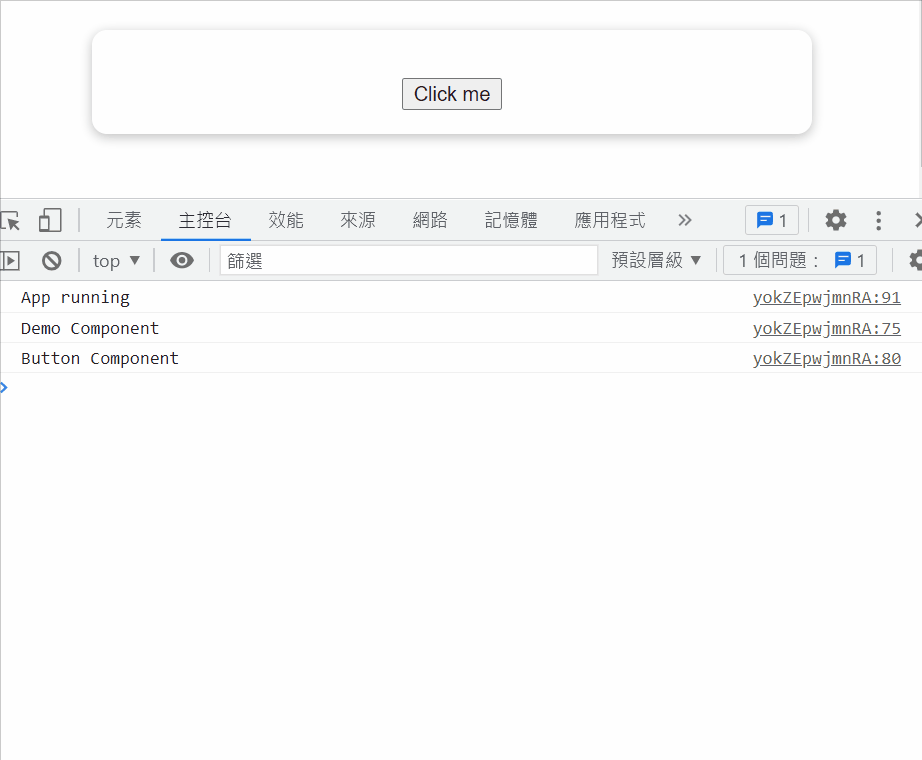 Click me
元素 主控台 效能 來源 網路 記憶體 應用程式 1
top 篩選 預設層級 1 個問題： 1
App running yokZEpwjmnRA:91
Demo Component yokZEpwjmnRA:75
Button Component yokZEpwjmnRA:80